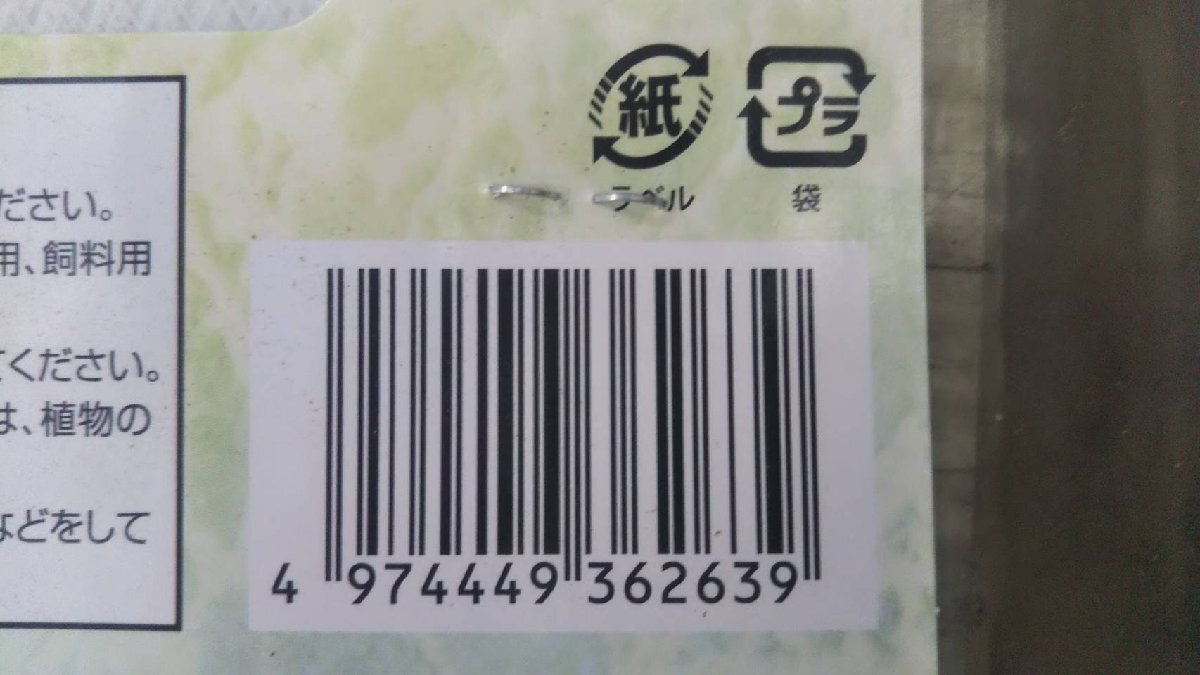 紙
プラ
ラベル
袋
ださい。
用、飼料用
てください。
は、植物の
などをして
4 974449 362639